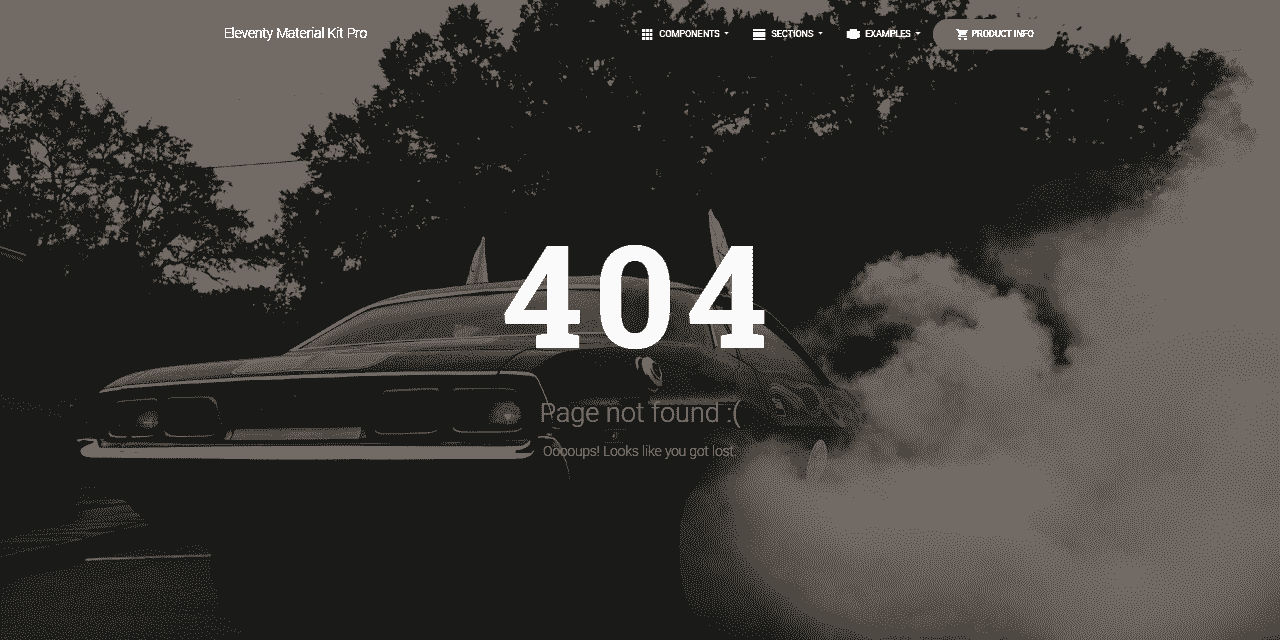 Eleventy Material Kit Pro
COMPONENTS
SECTIONS
EXAMPLES
PRODUCT INFO
404
Page not found :(
Ooooups! Looks like you got lost.